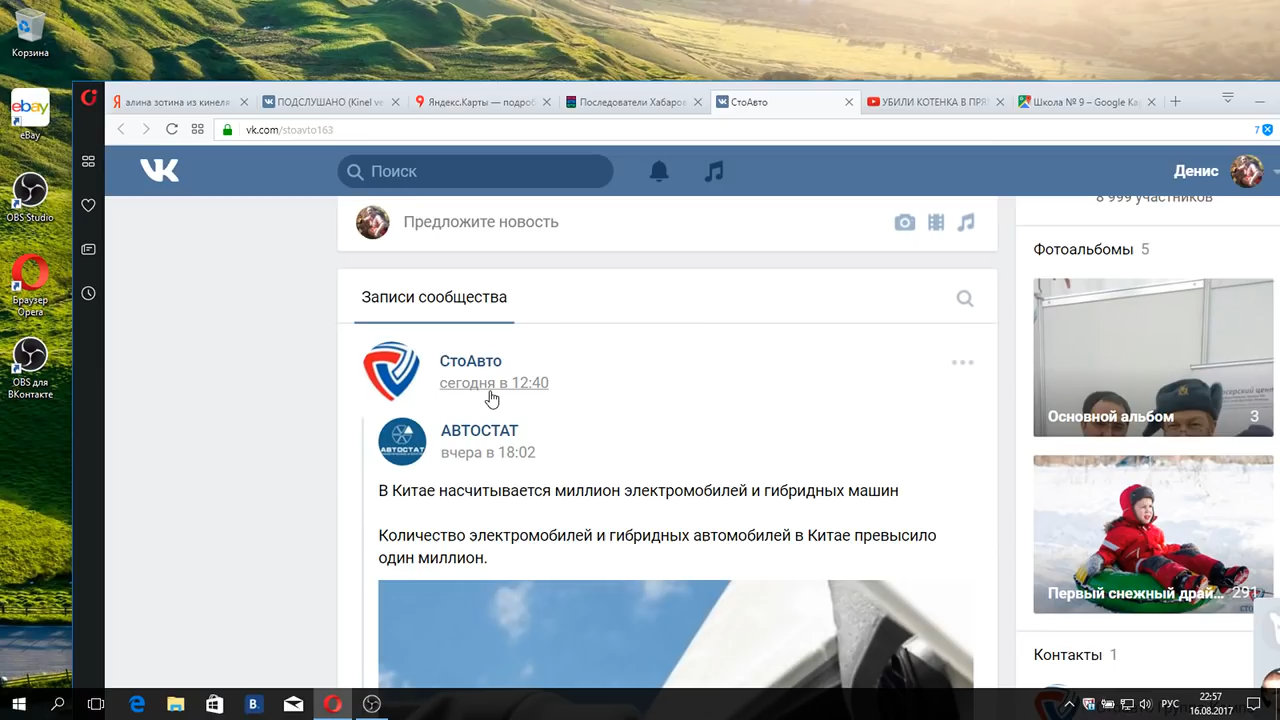 Корзина
eBay
OBS Studio
Браузер
Opera
OBS для
ВКонтакте
алина зотина из кинеля
ПОДСЛУШАНО (Kinel ve
Яндекс.Карты — подроб
Последователи Хабаров
СтоАвто
УБИЛИ КОТЕНКА В ПРЯ
Школа № 9 – Google Ка
vk.com/stoavto163
7
Поиск
Денис
Предложите новость
8 999 участников
Фотоальбомы 5
Записи сообщества
СтоАвто
сегодня в 12:40
АВТОСТАТ
АВТОСТАТ
вчера в 18:02
В Китае насчитывается миллион электромобилей и гибридных машин
Количество электромобилей и гибридных автомобилей в Китае превысило
один миллион.
Основной альбом 3
Первый снежный драй... 291
Контакты 1
РУС
22:57
16.08.2017